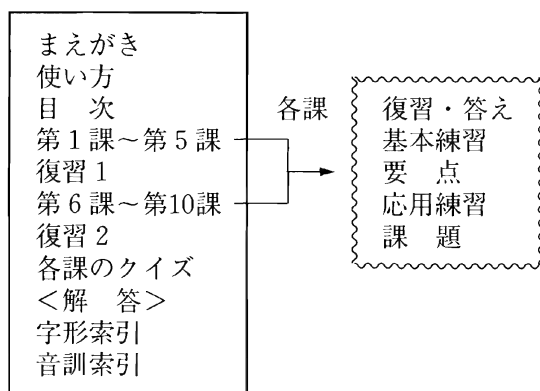 まえがき
使い方
目　次
第１課～第５課
復習１
第６課～第10課
復習２
各課のクイズ
＜解　答＞
字形索引
音訓索引
各課
復習・答え
基本練習
要　点
応用練習
課　題